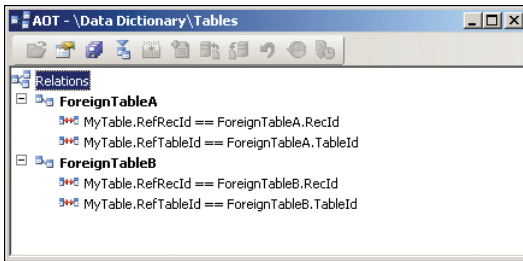 AOT - \Data Dictionary\Tables
Relations
ForeignTableA
MyTable.RefRecId == ForeignTableA.RecId
MyTable.RefTableId == ForeignTableA.TableId
ForeignTableB
MyTable.RefRecId == ForeignTableB.RecId
MyTable.RefTableId == ForeignTableB.TableId